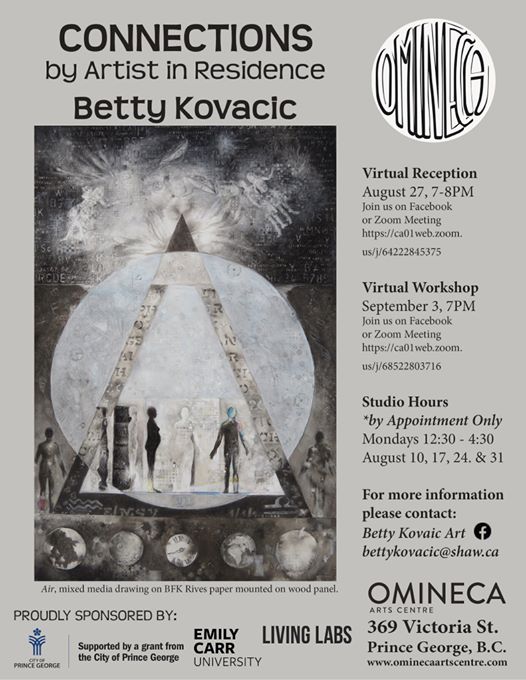 CONNECTIONS
by Artist in Residence
Betty Kovacic
OMINECA
Virtual Reception
August 27, 7-8PM
Join us on Facebook
or Zoom Meeting
https://ca01web.zoom.
us/j/64222845375
Virtual Workshop
September 3, 7PM
Join us on Facebook
or Zoom Meeting
https://ca01web.zoom.
us/j/68522803716
Studio Hours
*by Appointment Only
Mondays 12:30 - 4:30
August 10, 17, 24. & 31
For more information
please contact:
Betty Kovaic Art
bettykovacic@shaw.ca
Air, mixed media drawing on BFK Rives paper mounted on wood panel.
PROUDLY SPONSORED BY:
CITY OF
PRINCE GEORGE
Supported by a grant from
the City of Prince George
EMILY
CARR
UNIVERSITY
LIVING LABS
OMINECA
ARTS CENTRE
369 Victoria St.
Prince George, B.C.
www.ominecaartscentre.com